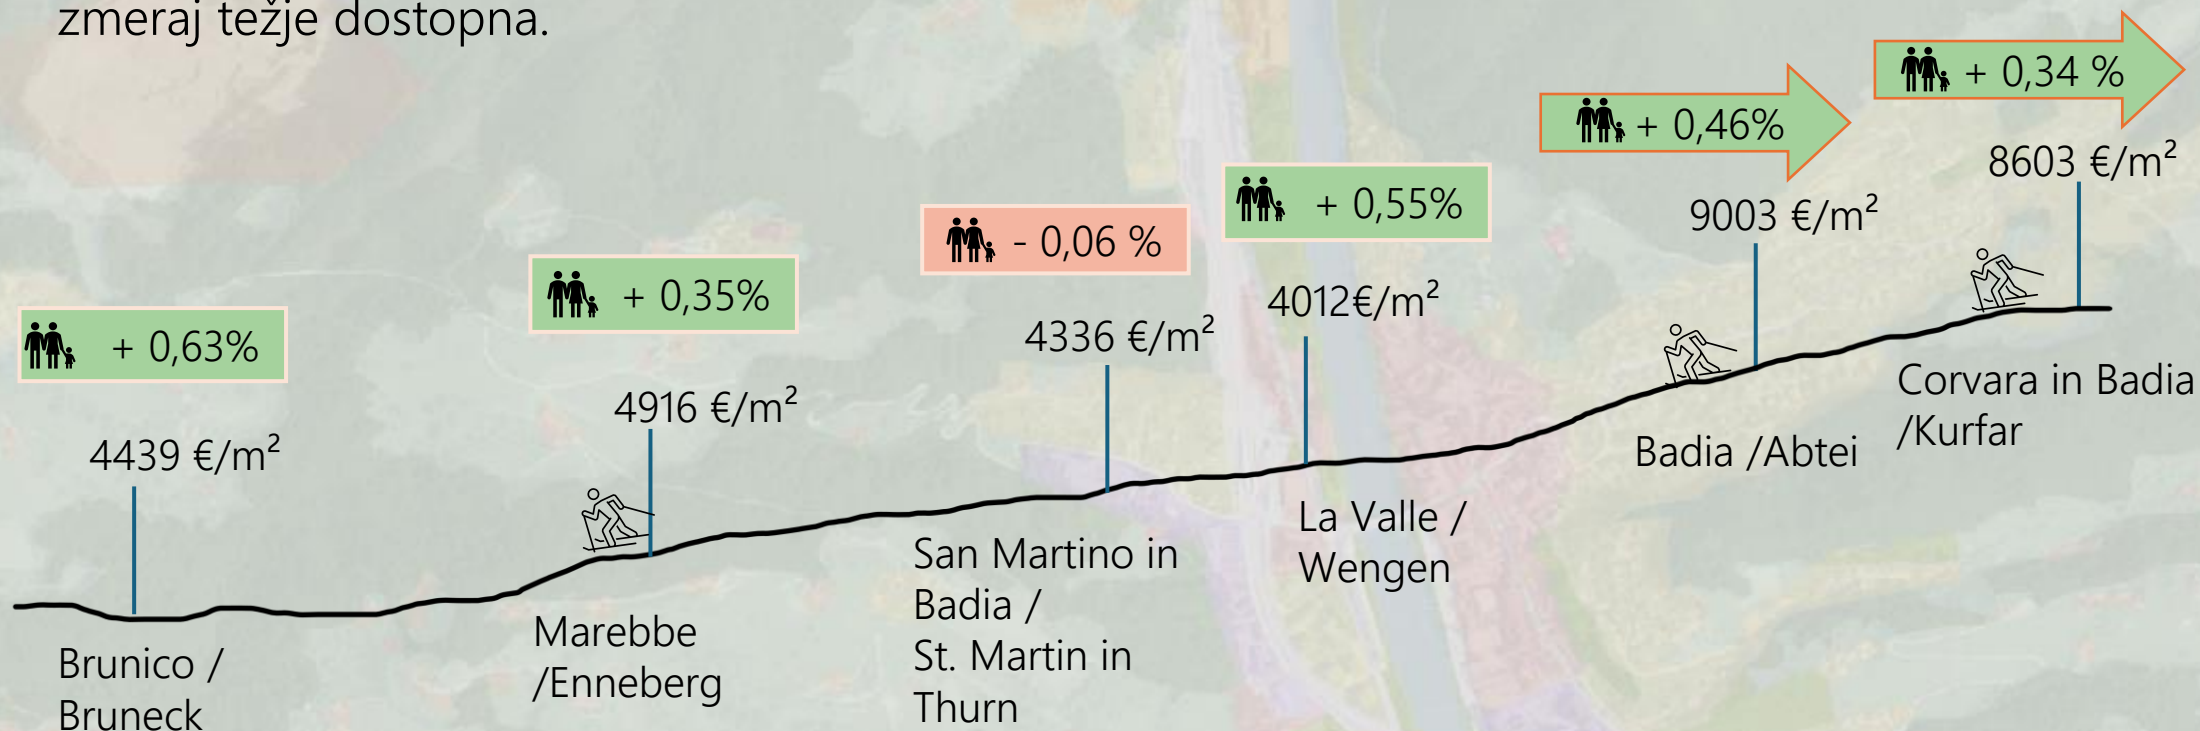 zmeraj težje dostopna.
+ 0,63%
4439 €/m²
Brunico /
Bruneck
+ 0,35%
4916 €/m²
Marebbe
/Enneberg
- 0,06 %
4336 €/m²
San Martino in
Badia /
St. Martin in
Thurn
+ 0,55%
4012€/m²
La Valle /
Wengen
+ 0,46%
9003 €/m²
Badia /Abtei
+ 0,34 %
8603 €/m²
Corvara in Badia
/Kurfar